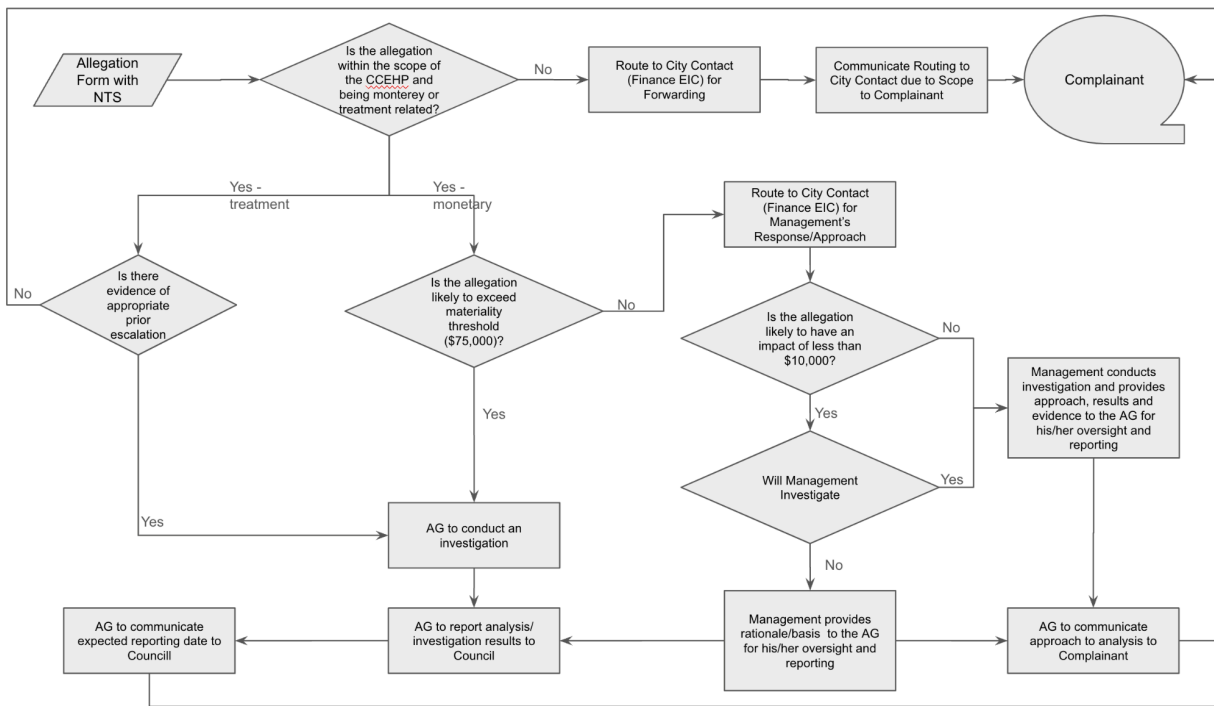 Allegation
Form with
NTS
Is the allegation
within the scope of
the CCEHP and
being monterey or
treatment related?
No
Route to City Contact
(Finance EIC) for
Forwarding
Communicate Routing to
City Contact due to Scope
to Complainant
Complainant
Yes -
treatment
Yes -
monetary
Route to City Contact
(Finance EIC) for
Management's
Response/Approach
No
Is there
evidence of
appropriate
prior
escalation
Is the allegation
likely to exceed
materiality
threshold
($75,000)?
No
Is the allegation
likely to have an
impact of less than
$10,000?
No
Management conducts
investigation and provides
approach, results and
evidence to the AG for
his/her oversight and
reporting
Yes
Yes
Will Management
Investigate
Yes
Yes
AG to conduct an
investigation
No
AG to communicate
expected reporting date to
Councill
AG to report analysis/
investigation results to
Council
Management provides
rationale/basis to the AG
for his/her oversight and
reporting
AG to communicate
approach to analysis to
Complainant